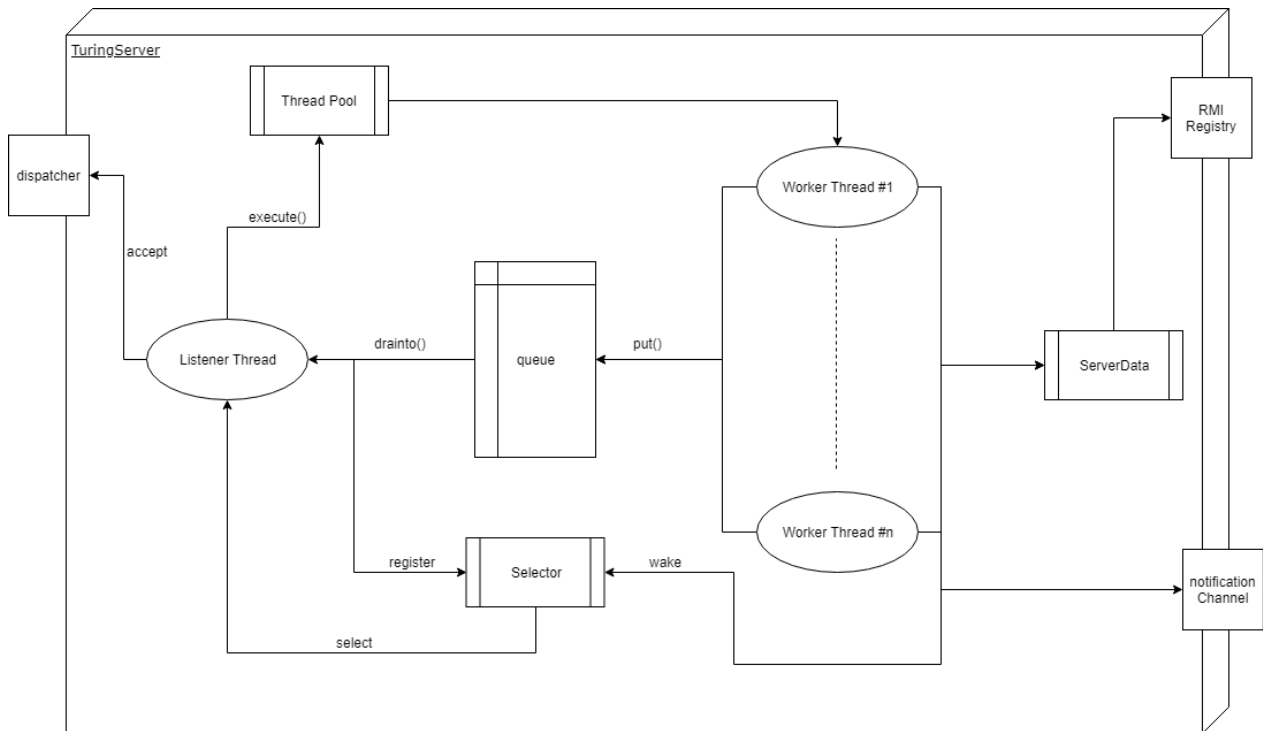 TuringServer
Thread Pool
RMI
Registry
dispatcher
Worker Thread #1
execute()
accept
drainto()
put()
Listener Thread
queue
ServerData
Worker Thread #n
register
Selector
wake
notification
Channel
select